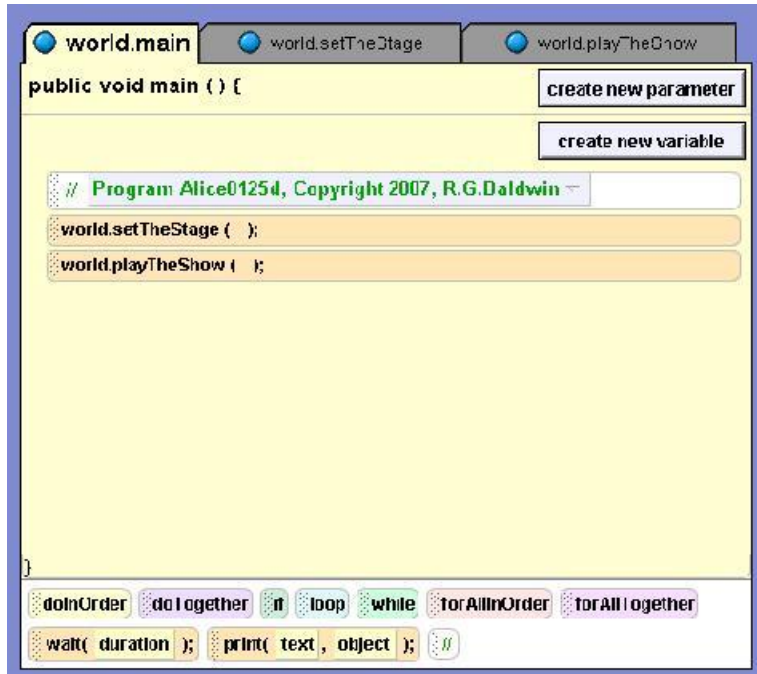 world.main world.setTheStage world.playTheShow
public void main ( ) {
create new parameter
create new variable
// Program Alice0125d, Copyright 2007, R.G.Baldwin
world.setTheStage ( );
world.playTheShow ( );
}
doInOrder doTogether if loop while forAllInOrder forAllTogether
wait( duration ); print( text , object ); //